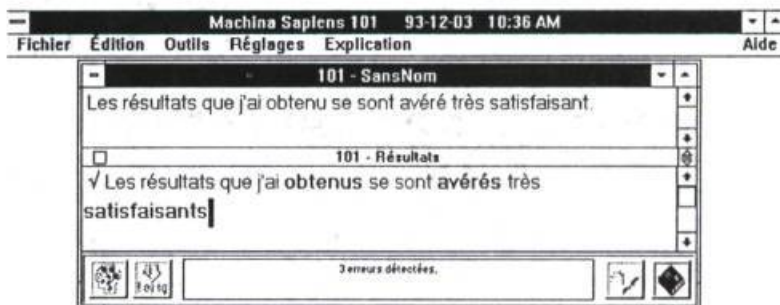 Machina Sapiens 101 93-12-03 10:36 AM
Fichier Édition Outils Réglages Explication Aide
101 - SansNom
Les résultats que j'ai obtenu se sont avéré très satisfaisant.
101 - Résultats
√ Les résultats que j'ai obtenus se sont avérés très
satisfaisants
3 erreurs détectées.